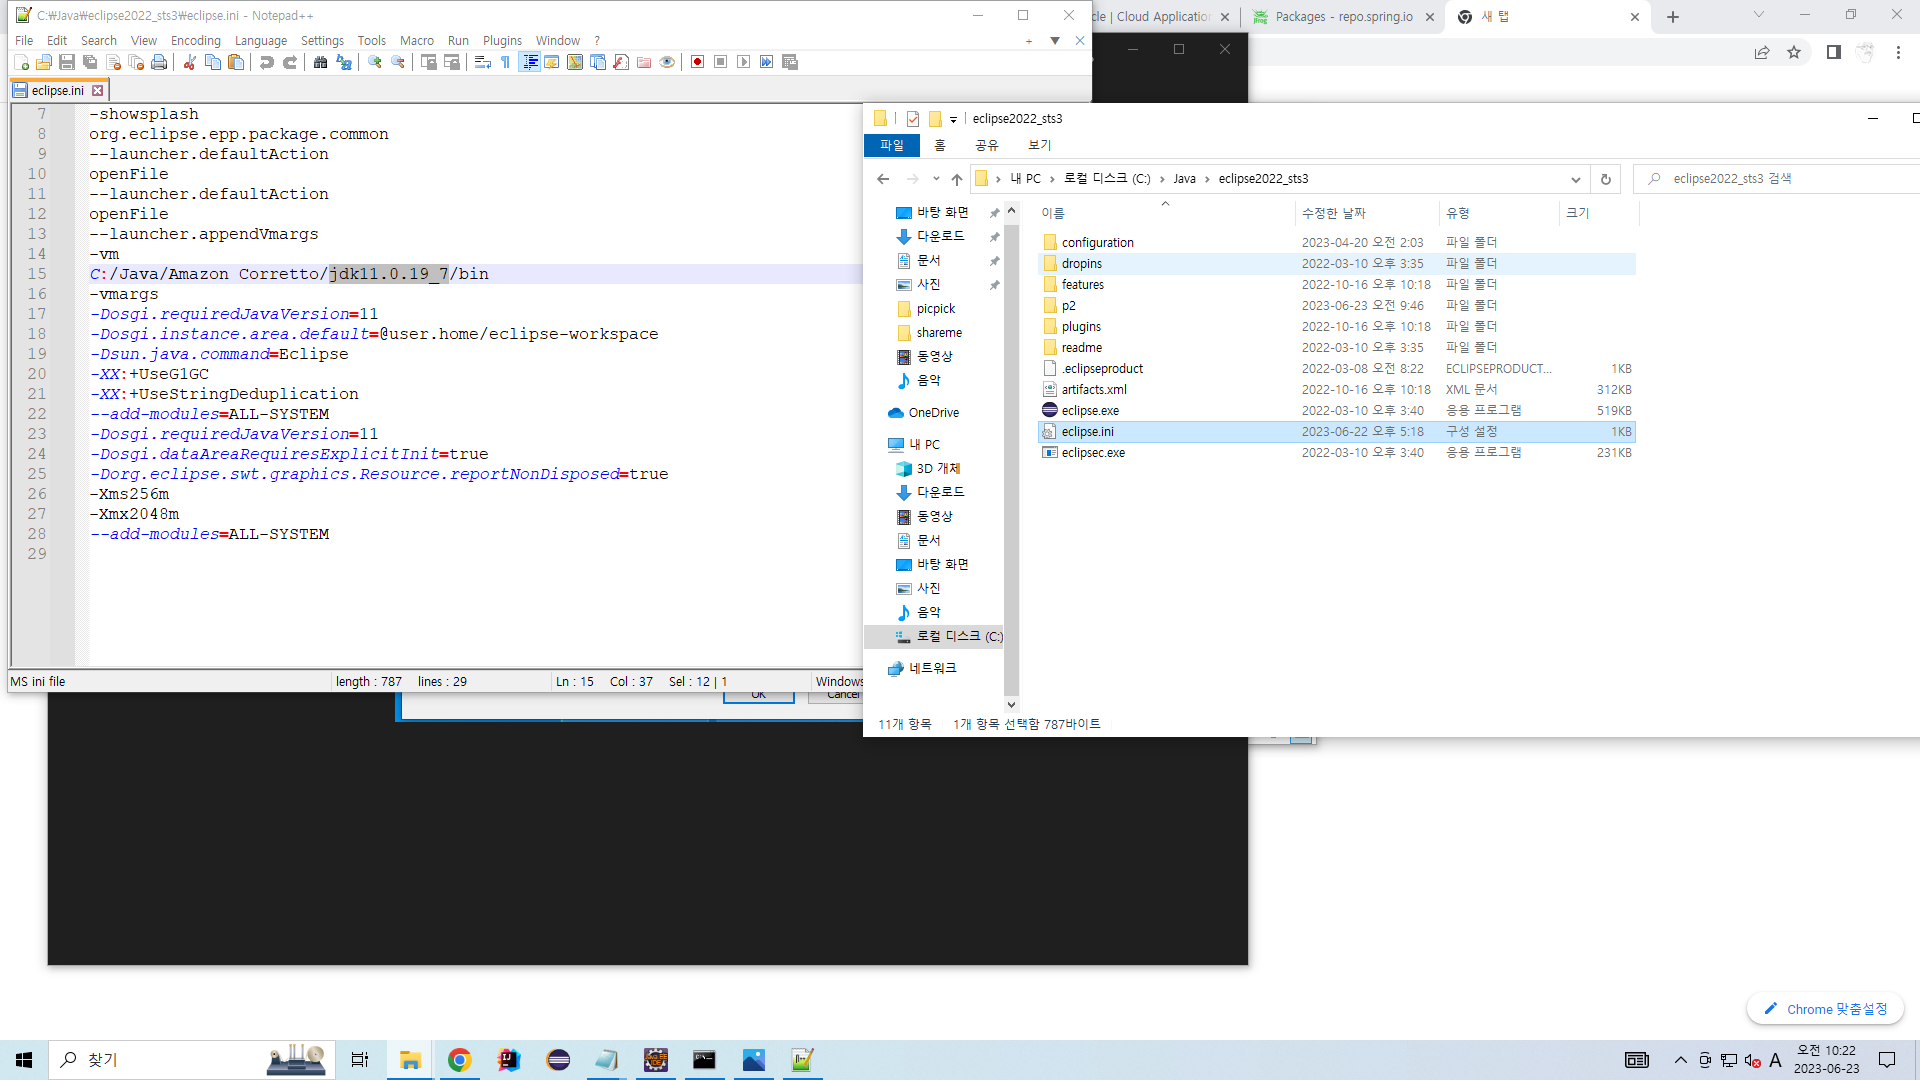 C:\Java\eclipse2022_sts3\eclipse.ini - Notepad++
File Edit Search View Encoding Language Settings Tools Macro Run Plugins Window ?
eclipse.ini
7 -showsplash
8 org.eclipse.epp.package.common
9 --launcher.defaultAction
10 openFile
11 --launcher.defaultAction
12 openFile
13 --launcher.appendVmargs
14 -vm
15 C:/Java/Amazon Corretto/jdk11.0.19_7/bin
16 -vmargs
17 -Dosgi.requiredJavaVersion=11
18 -Dosgi.instance.area.default=@user.home/eclipse-workspace
19 -Dsun.java.command=Eclipse
20 -XX:+UseG1GC
21 -XX:+UseStringDeduplication
22 --add-modules=ALL-SYSTEM
23 -Dosgi.requiredJavaVersion=11
24 -Dosgi.dataAreaRequiresExplicitInit=true
25 -Dorg.eclipse.swt.graphics.Resource.reportNonDisposed=true
26 -Xms256m
27 -Xmx2048m
28 --add-modules=ALL-SYSTEM
29
MS ini file length : 787 lines : 29 Ln : 15 Col : 37 Sel : 12 | 1 Windows
OK Cancel
cle | Cloud Application
Packages - repo.spring.io
새 탭
eclipse2022_sts3
파일 홈 공유 보기
내 PC > 로컬 디스크 (C:) > Java > eclipse2022_sts3
eclipse2022_sts3 검색
바탕 화면
다운로드
문서
사진
picpick
shareme
동영상
음악
OneDrive
내 PC
3D 개체
다운로드
동영상
문서
바탕 화면
사진
음악
로컬 디스크 (C:)
네트워크
이름 수정한 날짜 유형 크기
configuration 2023-04-20 오전 2:03 파일 폴더
dropins 2022-03-10 오후 3:35 파일 폴더
features 2022-10-16 오후 10:18 파일 폴더
p2 2023-06-23 오전 9:46 파일 폴더
plugins 2022-10-16 오후 10:18 파일 폴더
readme 2022-03-10 오후 3:35 파일 폴더
.eclipseproduct 2022-03-08 오전 8:22 ECLIPSEPRODUCT... 1KB
artifacts.xml 2022-10-16 오후 10:18 XML 문서 312KB
eclipse.exe 2022-03-10 오후 3:40 응용 프로그램 519KB
eclipse.ini 2023-06-22 오후 5:18 구성 설정 1KB
eclipsec.exe 2022-03-10 오후 3:40 응용 프로그램 231KB
11개 항목 1개 항목 선택함 787바이트
Chrome 맞춤설정
찾기
A
오전 10:22
2023-06-23